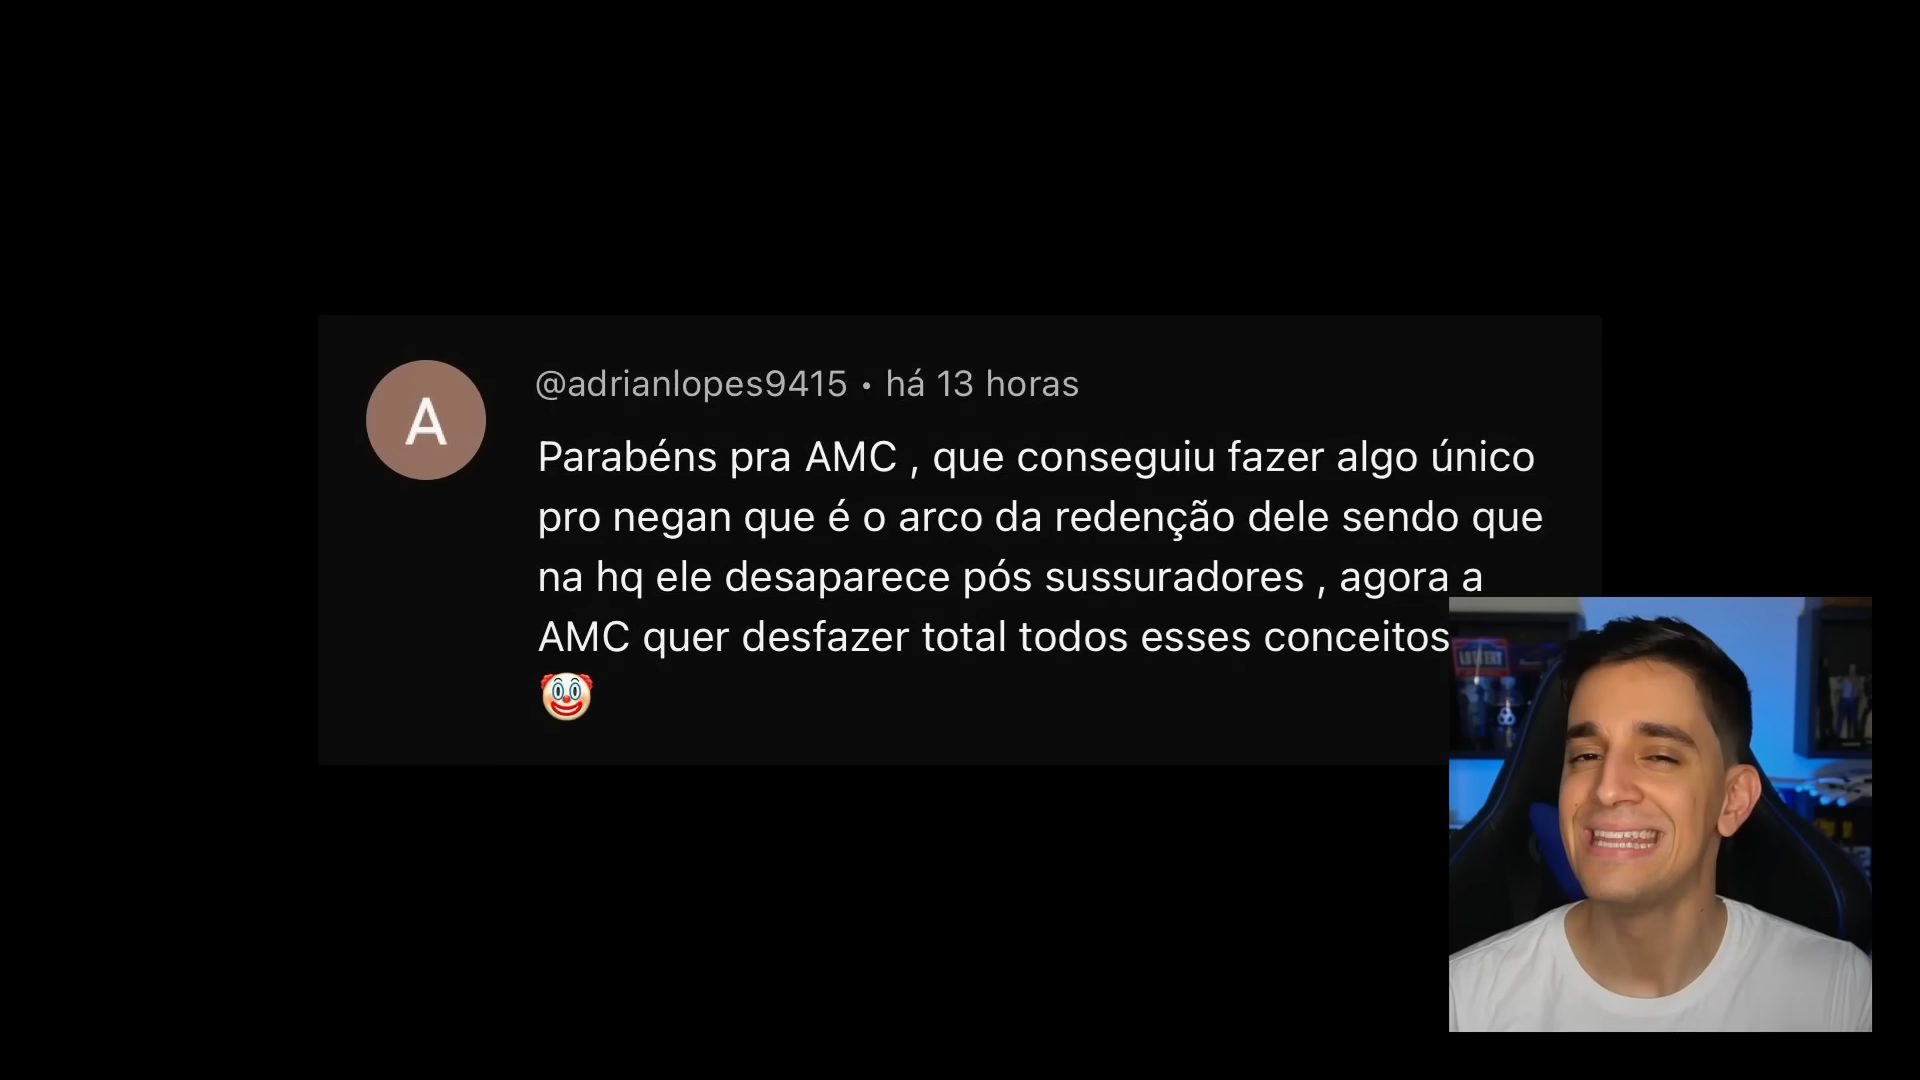 A
@adrianlopes9415 • há 13 horas
Parabéns pra AMC , que conseguiu fazer algo único
pro negan que é o arco da redenção dele sendo que
na hq ele desaparece pós sussuradores , agora a
AMC quer desfazer total todos esses conceitos
🤡
LOTTERY